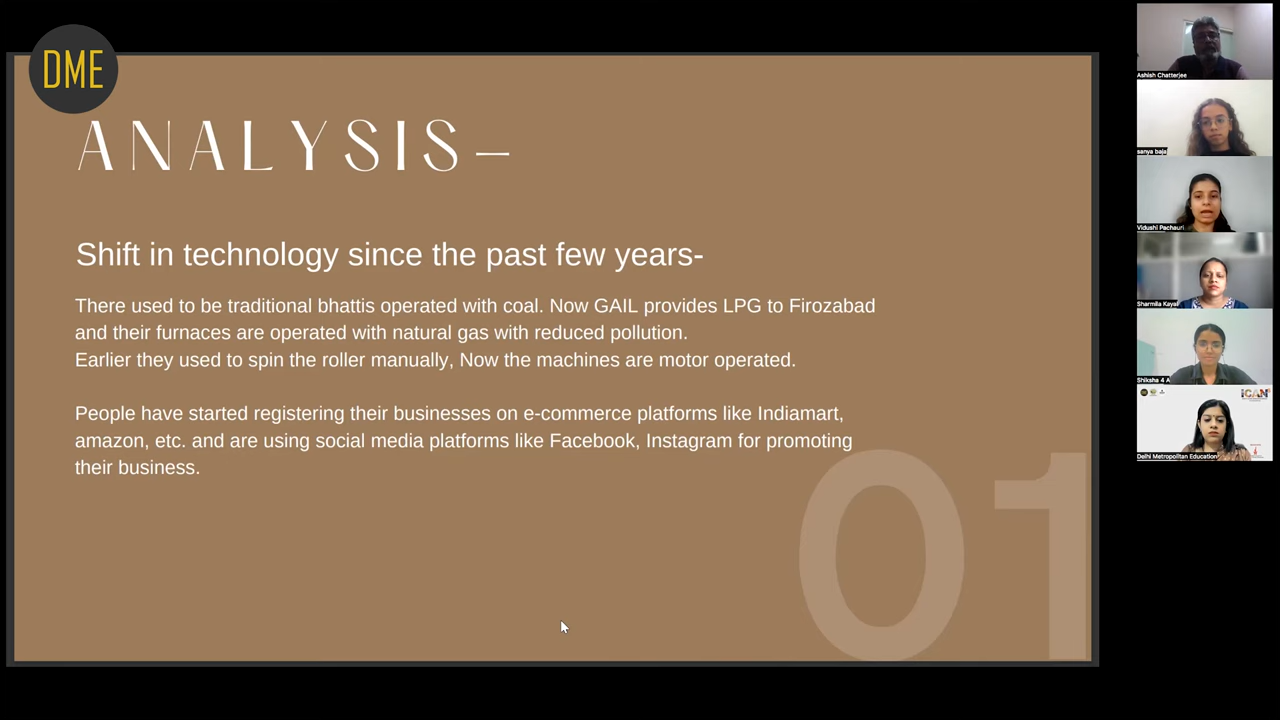 DME
ANALYSIS–
Shift in technology since the past few years-
There used to be traditional bhattis operated with coal. Now GAIL provides LPG to Firozabad
and their furnaces are operated with natural gas with reduced pollution.
Earlier they used to spin the roller manually, Now the machines are motor operated.
People have started registering their businesses on e-commerce platforms like Indiamart,
amazon, etc. and are using social media platforms like Facebook, Instagram for promoting
their business.
01
Ashish Chatterjee
sanya bajaj
Vidushi Pachauri
Sharmila Kayal
Shiksha 4 A
ICAN
Delhi Metropolitan Education